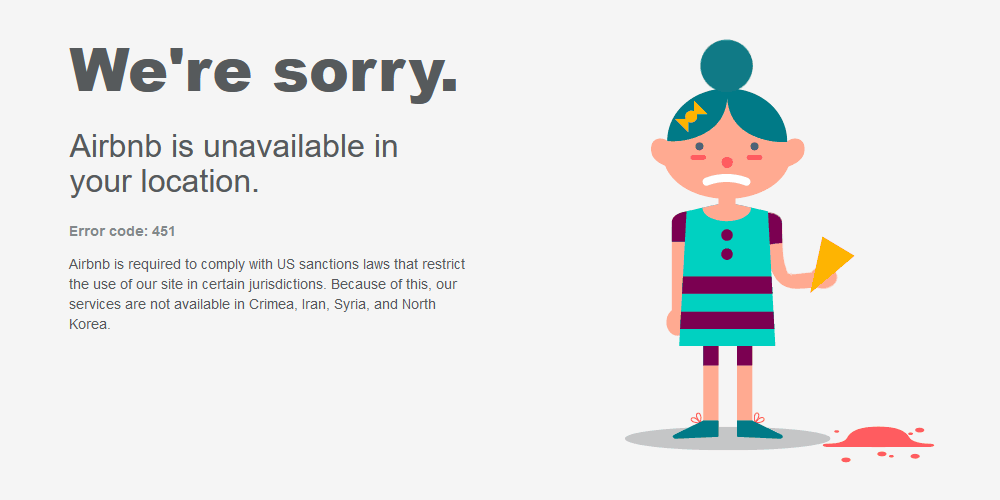 We're sorry.
Airbnb is unavailable in
your location.
Error code: 451
Airbnb is required to comply with US sanctions laws that restrict
the use of our site in certain jurisdictions. Because of this, our
services are not available in Crimea, Iran, Syria, and North
Korea.